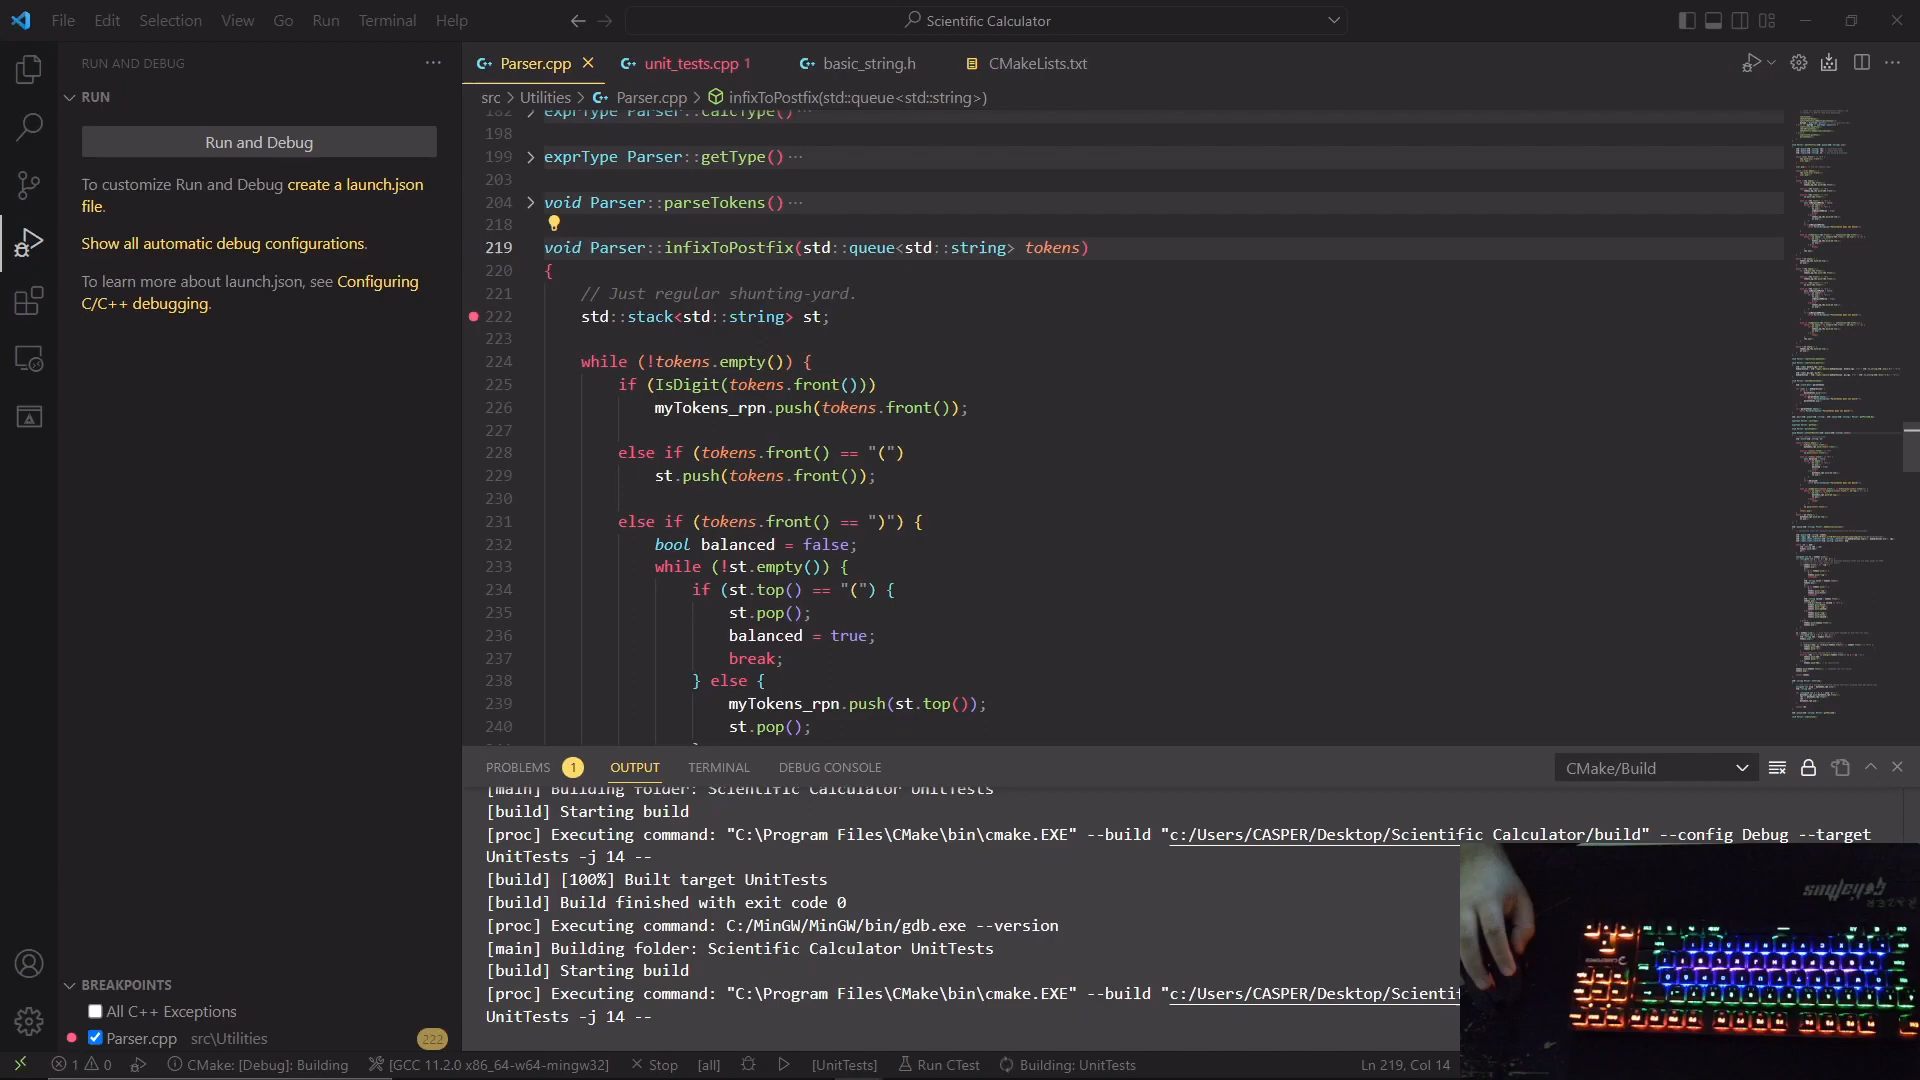 File Edit Selection View Go Run Terminal Help
Scientific Calculator
RUN AND DEBUG
RUN
Run and Debug
To customize Run and Debug create a launch.json
file.
Show all automatic debug configurations.
To learn more about launch.json, see Configuring
C/C++ debugging.
BREAKPOINTS
All C++ Exceptions
Parser.cpp src\Utilities 222
Parser.cpp unit_tests.cpp 1 basic_string.h CMakeLists.txt
src > Utilities > Parser.cpp > infixToPostfix(std::queue<std::string>)
182 exprType Parser::calcType() ···
198
199 exprType Parser::getType() ···
203
204 void Parser::parseTokens() ···
218
219 void Parser::infixToPostfix(std::queue<std::string> tokens)
220 {
221 // Just regular shunting-yard.
222 std::stack<std::string> st;
223
224 while (!tokens.empty()) {
225 if (IsDigit(tokens.front()))
226 myTokens_rpn.push(tokens.front());
227
228 else if (tokens.front() == "(")
229 st.push(tokens.front());
230
231 else if (tokens.front() == ")") {
232 bool balanced = false;
233 while (!st.empty()) {
234 if (st.top() == "(") {
235 st.pop();
236 balanced = true;
237 break;
238 } else {
239 myTokens_rpn.push(st.top());
240 st.pop();
PROBLEMS 1 OUTPUT TERMINAL DEBUG CONSOLE CMake/Build
[main] Building folder: Scientific Calculator UnitTests
[build] Starting build
[proc] Executing command: "C:\Program Files\CMake\bin\cmake.EXE" --build "c:/Users/CASPER/Desktop/Scientific Calculator/build" --config Debug --target
UnitTests -j 14 --
[build] [100%] Built target UnitTests
[build] Build finished with exit code 0
[proc] Executing command: C:/MinGW/MinGW/bin/gdb.exe --version
[main] Building folder: Scientific Calculator UnitTests
[build] Starting build
[proc] Executing command: "C:\Program Files\CMake\bin\cmake.EXE" --build "c:/Users/CASPER/Desktop/Scientif
UnitTests -j 14 --
1 0 CMake: [Debug]: Building [GCC 11.2.0 x86_64-w64-mingw32] Stop [all] [UnitTests] Run CTest Building: UnitTests Ln 219, Col 14